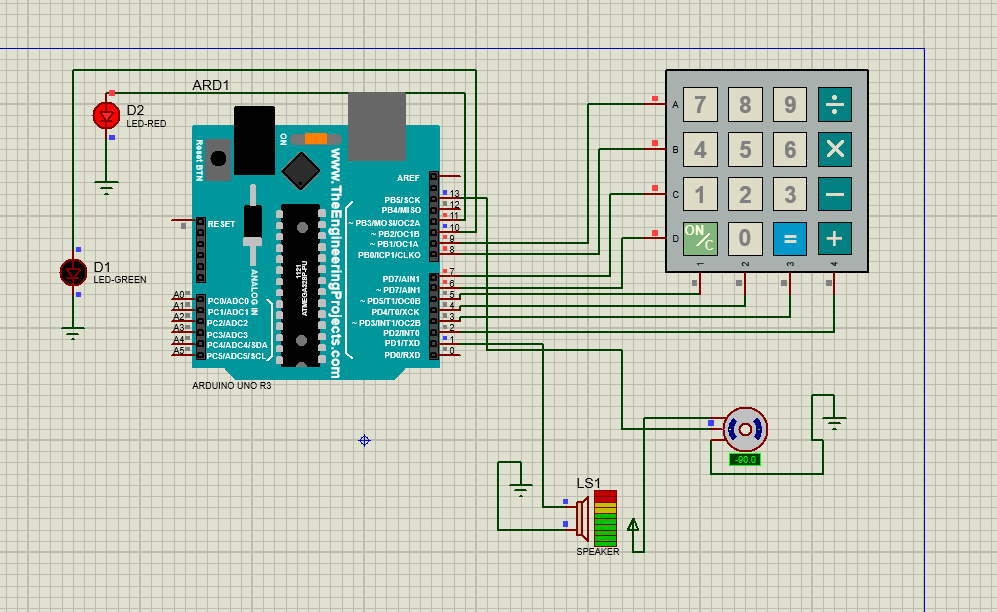 ARD1
D2
LED-RED
D1
LED-GREEN
Reset BTN
ON
www.TheEngineeringProjects.com
AREF
PB5/SCK
13
PB4/MISO
12
~ PB3/MOSI/OC2A
11
~ PB2/OC1B
10
~ PB1/OC1A
9
PB0/ICP1/CLKO
8
PD7/AIN1
7
~ PD7/AIN1
6
~ PD5/T1/OC0B
5
PD4/T0/XCK
4
~ PD3/INT1/OC2B
3
PD2/INT0
2
PD1/TXD
1
PD0/RXD
0
RESET
ANALOG IN
A0
PC0/ADC0
A1
PC1/ADC1
A2
PC2/ADC2
A3
PC3/ADC3
A4
PC4/ADC4/SDA
A5
PC5/ADC5/SCL
1121
ARDUINO UNO R3
A
7 8 9 ÷
B
4 5 6 ×
C
1 2 3 −
D
ON/C 0 = +
1 2 3 4
-90.0
LS1
SPEAKER